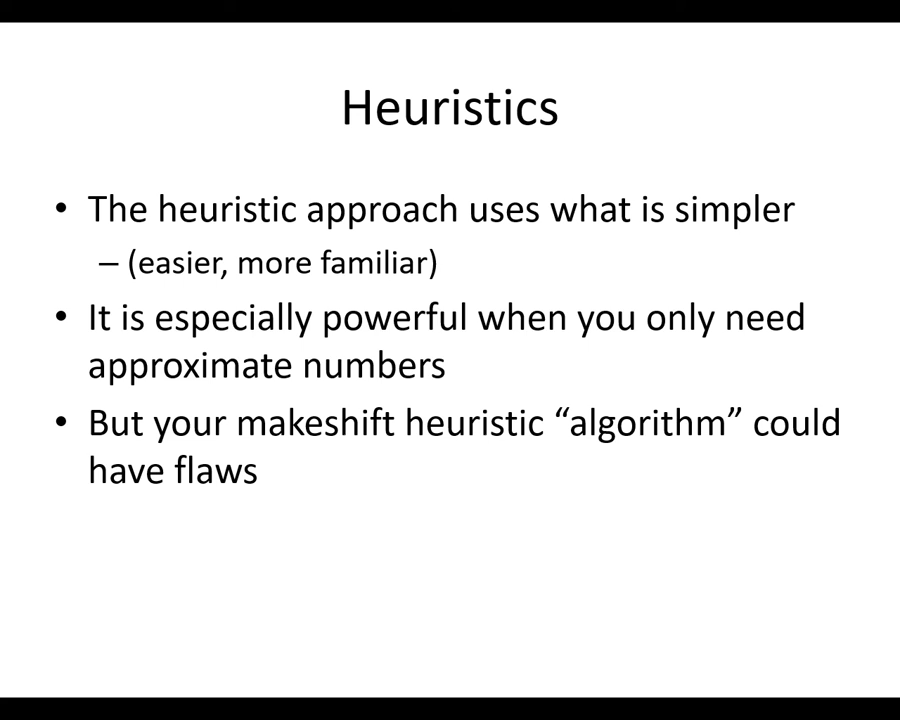 Heuristics
• The heuristic approach uses what is simpler
– (easier, more familiar)
• It is especially powerful when you only need
approximate numbers
• But your makeshift heuristic “algorithm” could
have flaws